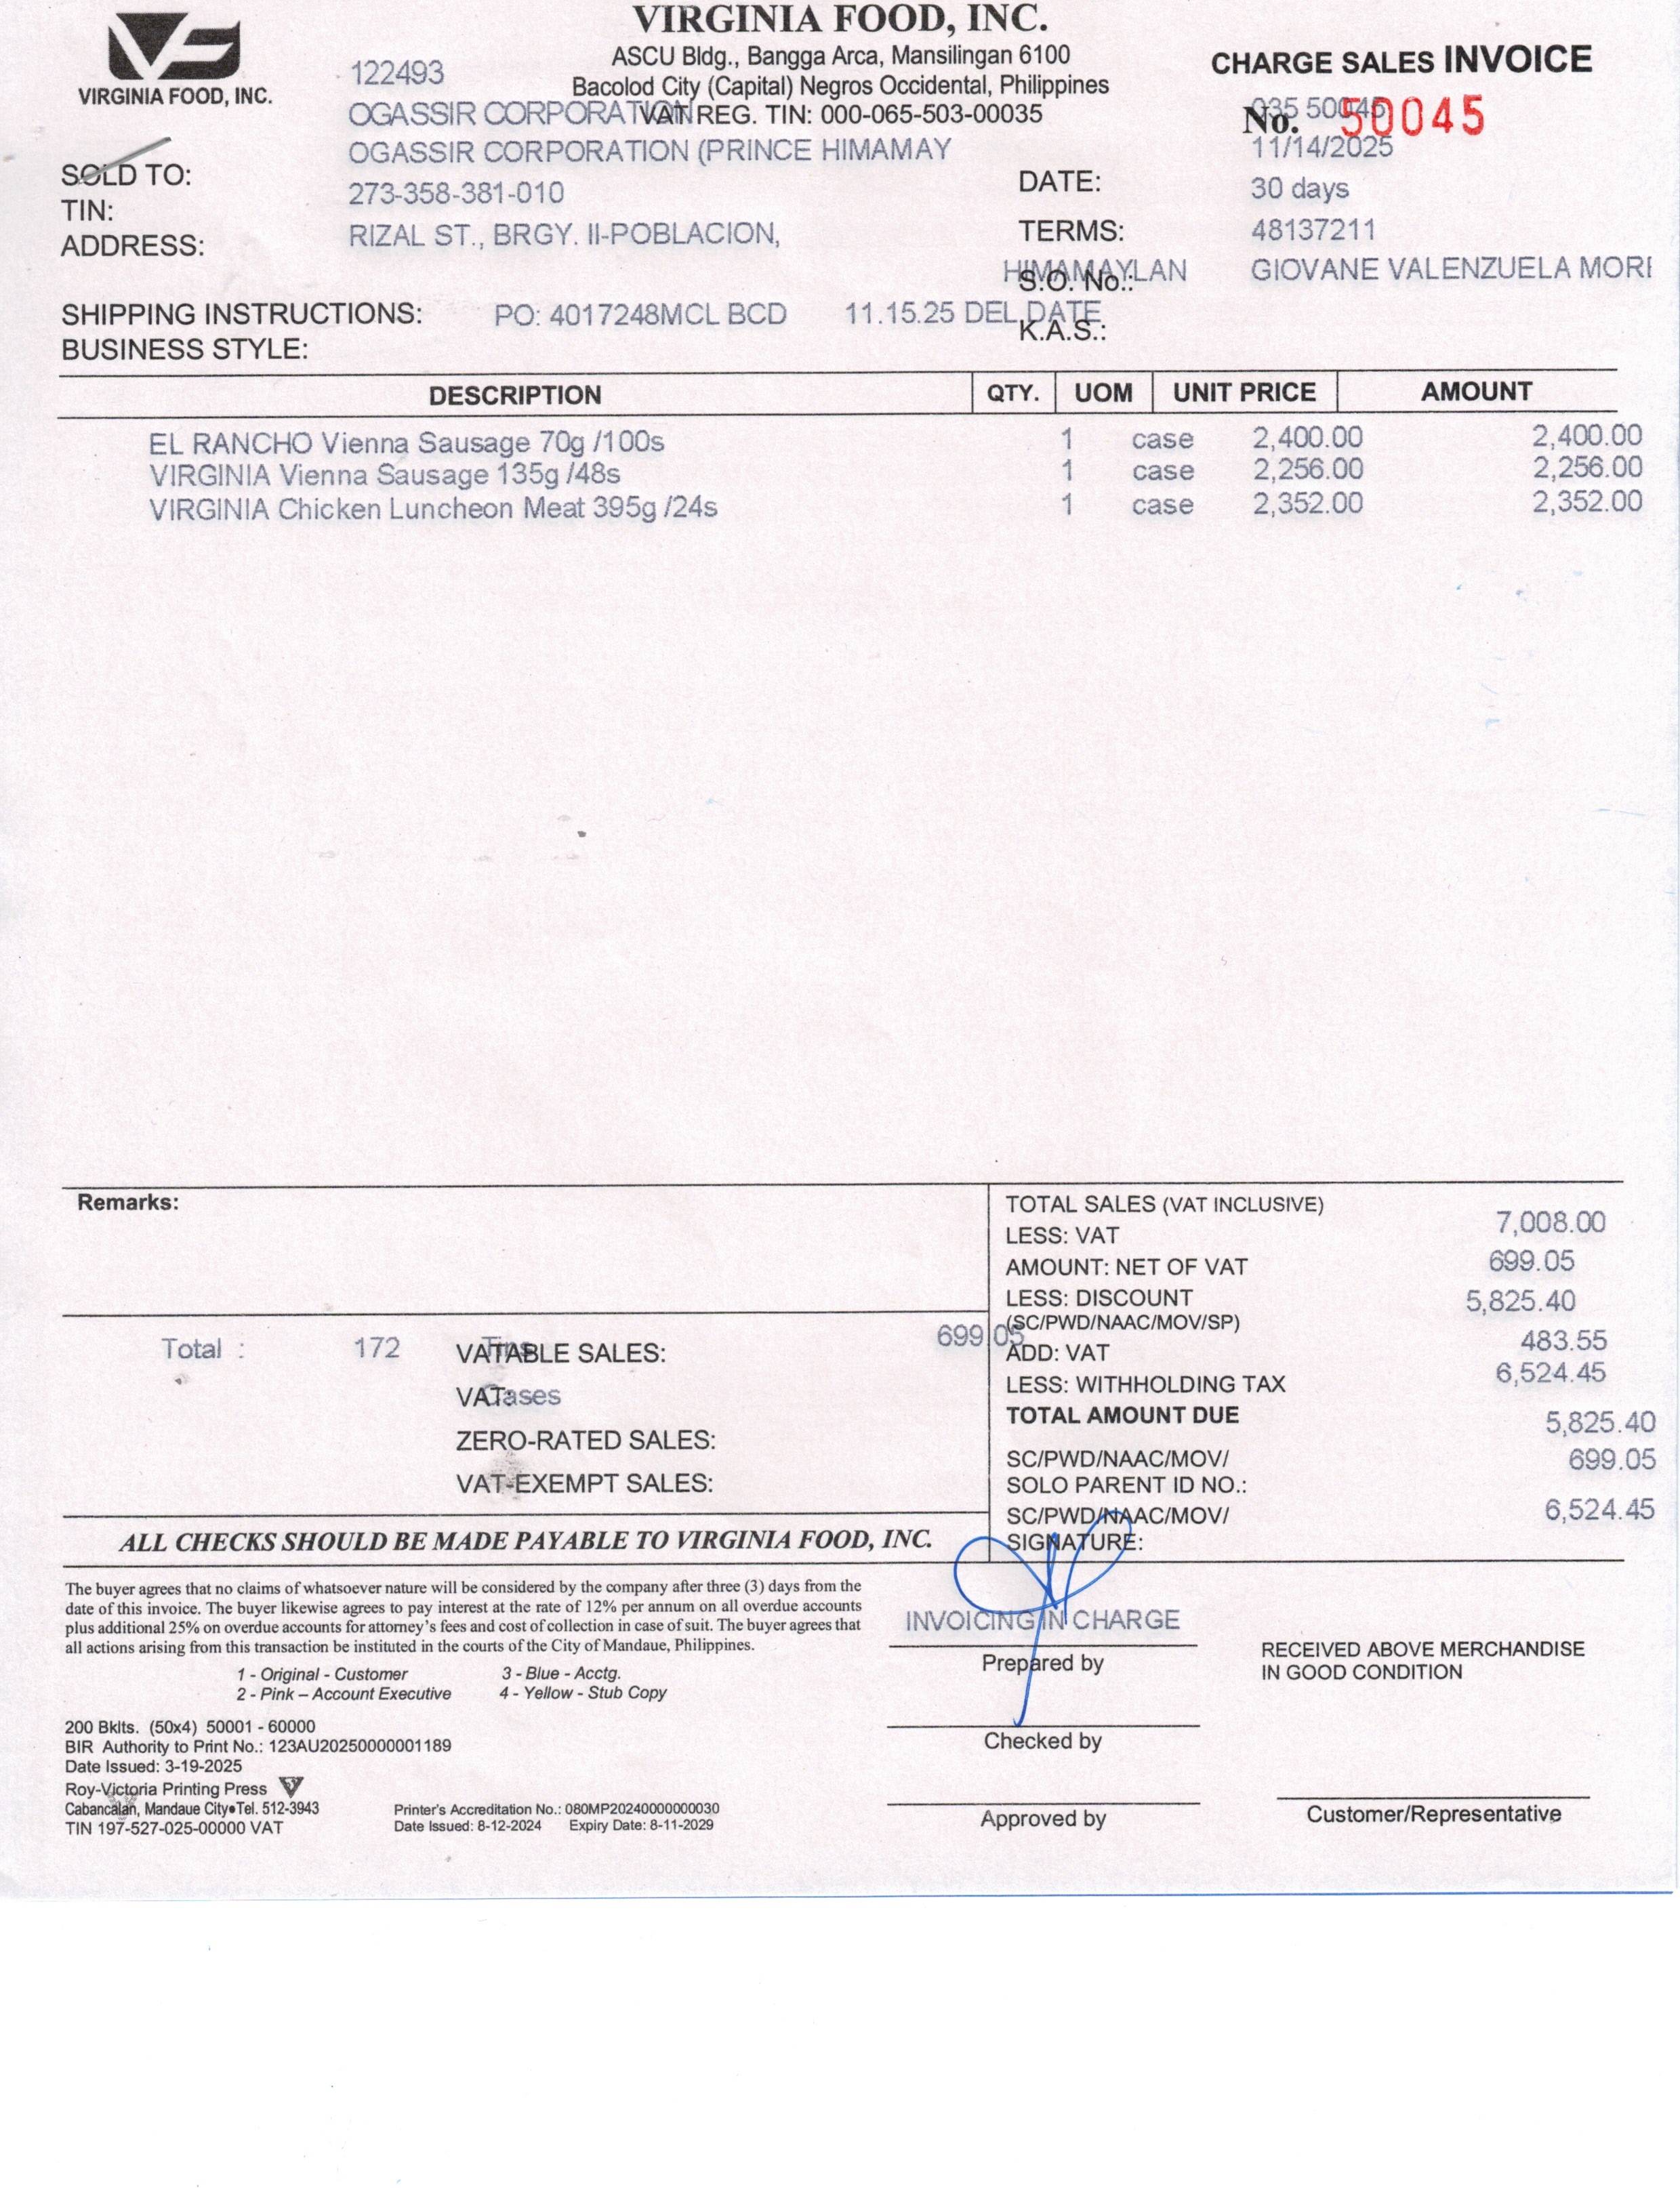 VIRGINIA FOOD, INC.
VIRGINIA FOOD, INC.
ASCU Bldg., Bangga Arca, Mansilingan 6100
Bacolod City (Capital) Negros Occidental, Philippines
VAT REG. TIN: 000-065-503-00035
CHARGE SALES INVOICE
No. 50045
035 50045
122493
OGASSIR CORPORATION
OGASSIR CORPORATION (PRINCE HIMAMAY
SOLD TO:
TIN: 273-358-381-010
ADDRESS: RIZAL ST., BRGY. II-POBLACION,
HIMAMAYLAN
11/14/2025
DATE: 30 days
TERMS: 48137211
S.O. No.: GIOVANE VALENZUELA MORI
K.A.S.:
SHIPPING INSTRUCTIONS: PO: 4017248MCL BCD 11.15.25 DEL DATE
BUSINESS STYLE:
DESCRIPTION QTY. UOM UNIT PRICE AMOUNT
EL RANCHO Vienna Sausage 70g /100s 1 case 2,400.00 2,400.00
VIRGINIA Vienna Sausage 135g /48s 1 case 2,256.00 2,256.00
VIRGINIA Chicken Luncheon Meat 395g /24s 1 case 2,352.00 2,352.00
Remarks:
Total : 172 Tins
Cases
VATABLE SALES: 699.05
VAT:
ZERO-RATED SALES:
VAT-EXEMPT SALES:
TOTAL SALES (VAT INCLUSIVE) 7,008.00
LESS: VAT 699.05
AMOUNT: NET OF VAT 5,825.40
LESS: DISCOUNT
(SC/PWD/NAAC/MOV/SP) 483.55
ADD: VAT 6,524.45
LESS: WITHHOLDING TAX
TOTAL AMOUNT DUE 5,825.40
SC/PWD/NAAC/MOV/ 699.05
SOLO PARENT ID NO.:
SC/PWD/NAAC/MOV/ 6,524.45
SIGNATURE:
ALL CHECKS SHOULD BE MADE PAYABLE TO VIRGINIA FOOD, INC.
The buyer agrees that no claims of whatsoever nature will be considered by the company after three (3) days from the
date of this invoice. The buyer likewise agrees to pay interest at the rate of 12% per annum on all overdue accounts
plus additional 25% on overdue accounts for attorney's fees and cost of collection in case of suit. The buyer agrees that
all actions arising from this transaction be instituted in the courts of the City of Mandaue, Philippines.
1 - Original - Customer 3 - Blue - Acctg.
2 - Pink – Account Executive 4 - Yellow - Stub Copy
200 Bklts. (50x4) 50001 - 60000
BIR Authority to Print No.: 123AU20250000001189
Date Issued: 3-19-2025
Roy-Victoria Printing Press
Cabancalan, Mandaue City•Tel. 512-3943
TIN 197-527-025-00000 VAT
Printer's Accreditation No.: 080MP20240000000030
Date Issued: 8-12-2024 Expiry Date: 8-11-2029
INVOICING IN CHARGE
Prepared by
Checked by
Approved by
RECEIVED ABOVE MERCHANDISE
IN GOOD CONDITION
Customer/Representative